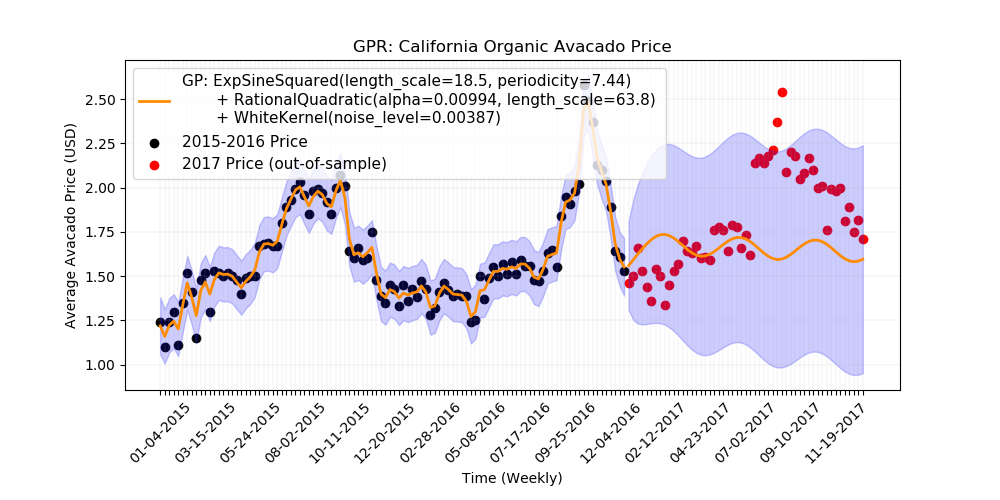 GPR: California Organic Avacado Price
GP: ExpSineSquared(length_scale=18.5, periodicity=7.44)
+ RationalQuadratic(alpha=0.00994, length_scale=63.8)
+ WhiteKernel(noise_level=0.00387)
2015-2016 Price
2017 Price (out-of-sample)
Average Avacado Price (USD)
2.50
2.25
2.00
1.75
1.50
1.25
1.00
01-04-2015
03-15-2015
05-24-2015
08-02-2015
10-11-2015
12-20-2015
02-28-2016
05-08-2016
07-17-2016
09-25-2016
12-04-2016
02-12-2017
04-23-2017
07-02-2017
09-10-2017
11-19-2017
Time (Weekly)